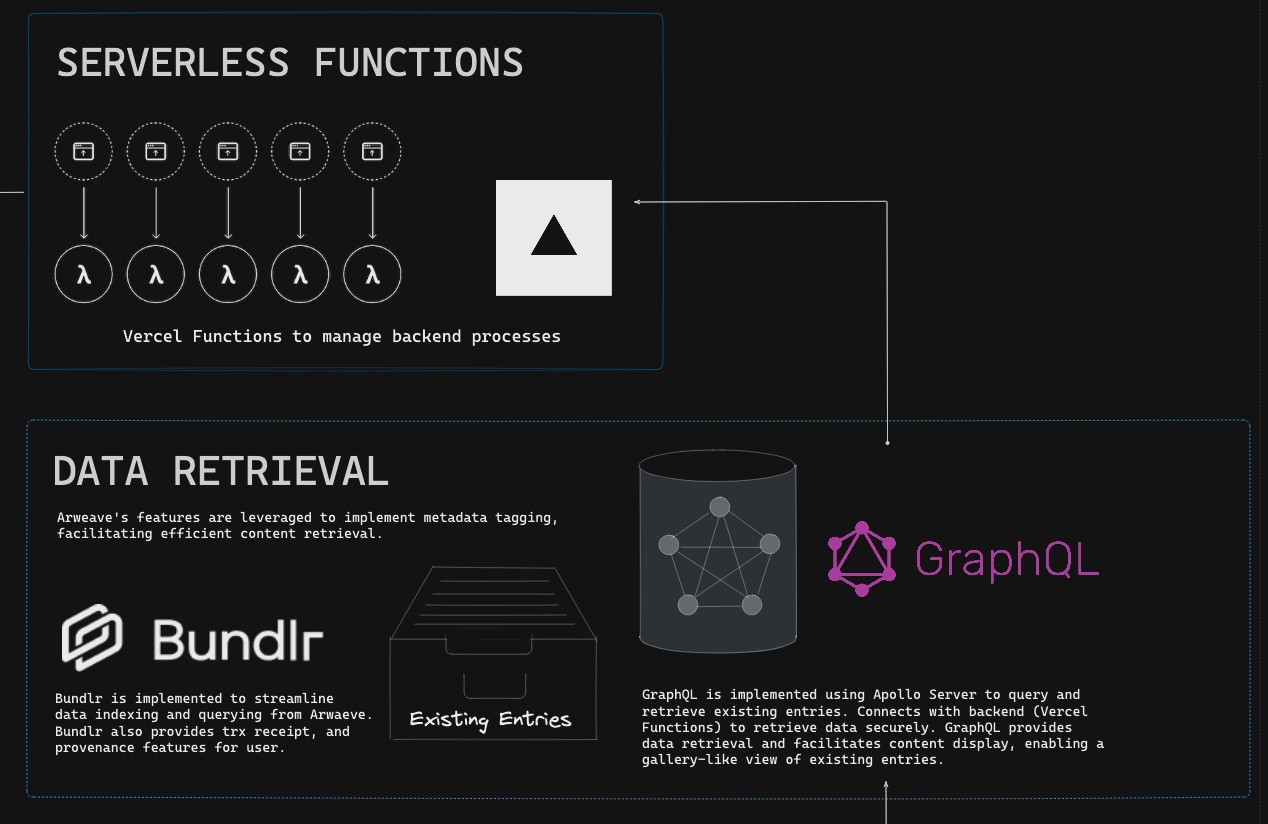 SERVERLESS FUNCTIONS
λ λ λ λ λ
Vercel Functions to manage backend processes
DATA RETRIEVAL
Arweave's features are leveraged to implement metadata tagging,
facilitating efficient content retrieval.
Bundlr
Bundlr is implemented to streamline
data indexing and querying from Arwaeve.
Bundlr also provides trx receipt, and
provenance features for user.
Existing Entries
GraphQL
GraphQL is implemented using Apollo Server to query and
retrieve existing entries. Connects with backend (Vercel
Functions) to retrieve data securely. GraphQL provides
data retrieval and facilitates content display, enabling a
gallery-like view of existing entries.